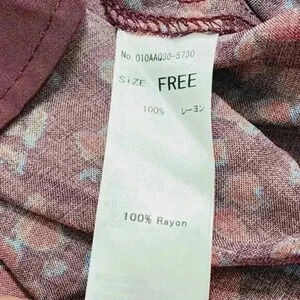 No. 010AAQ30-5730
SiZE FREE
100% レーヨン
100% Rayon